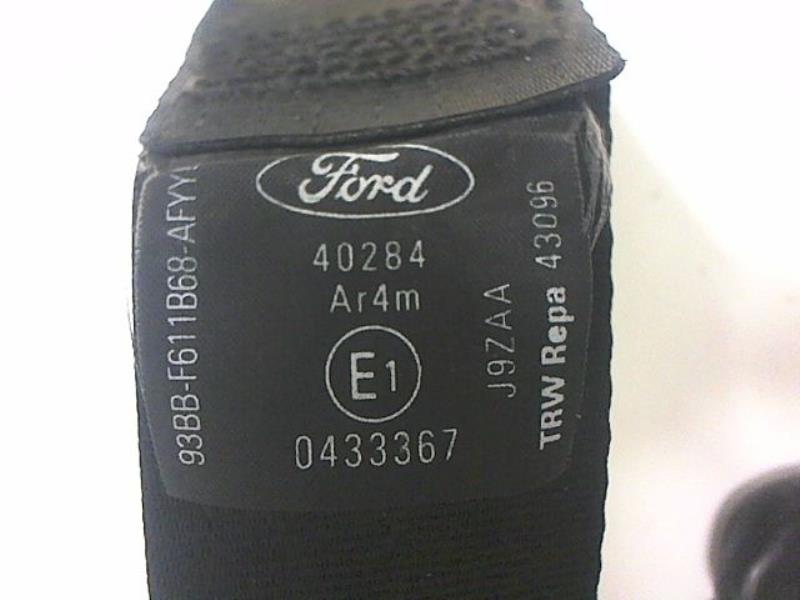 Ford
40284
Ar4m
E1
0433367
93BB-F611B68-AFYY
J9ZAA
TRW Repa 43096